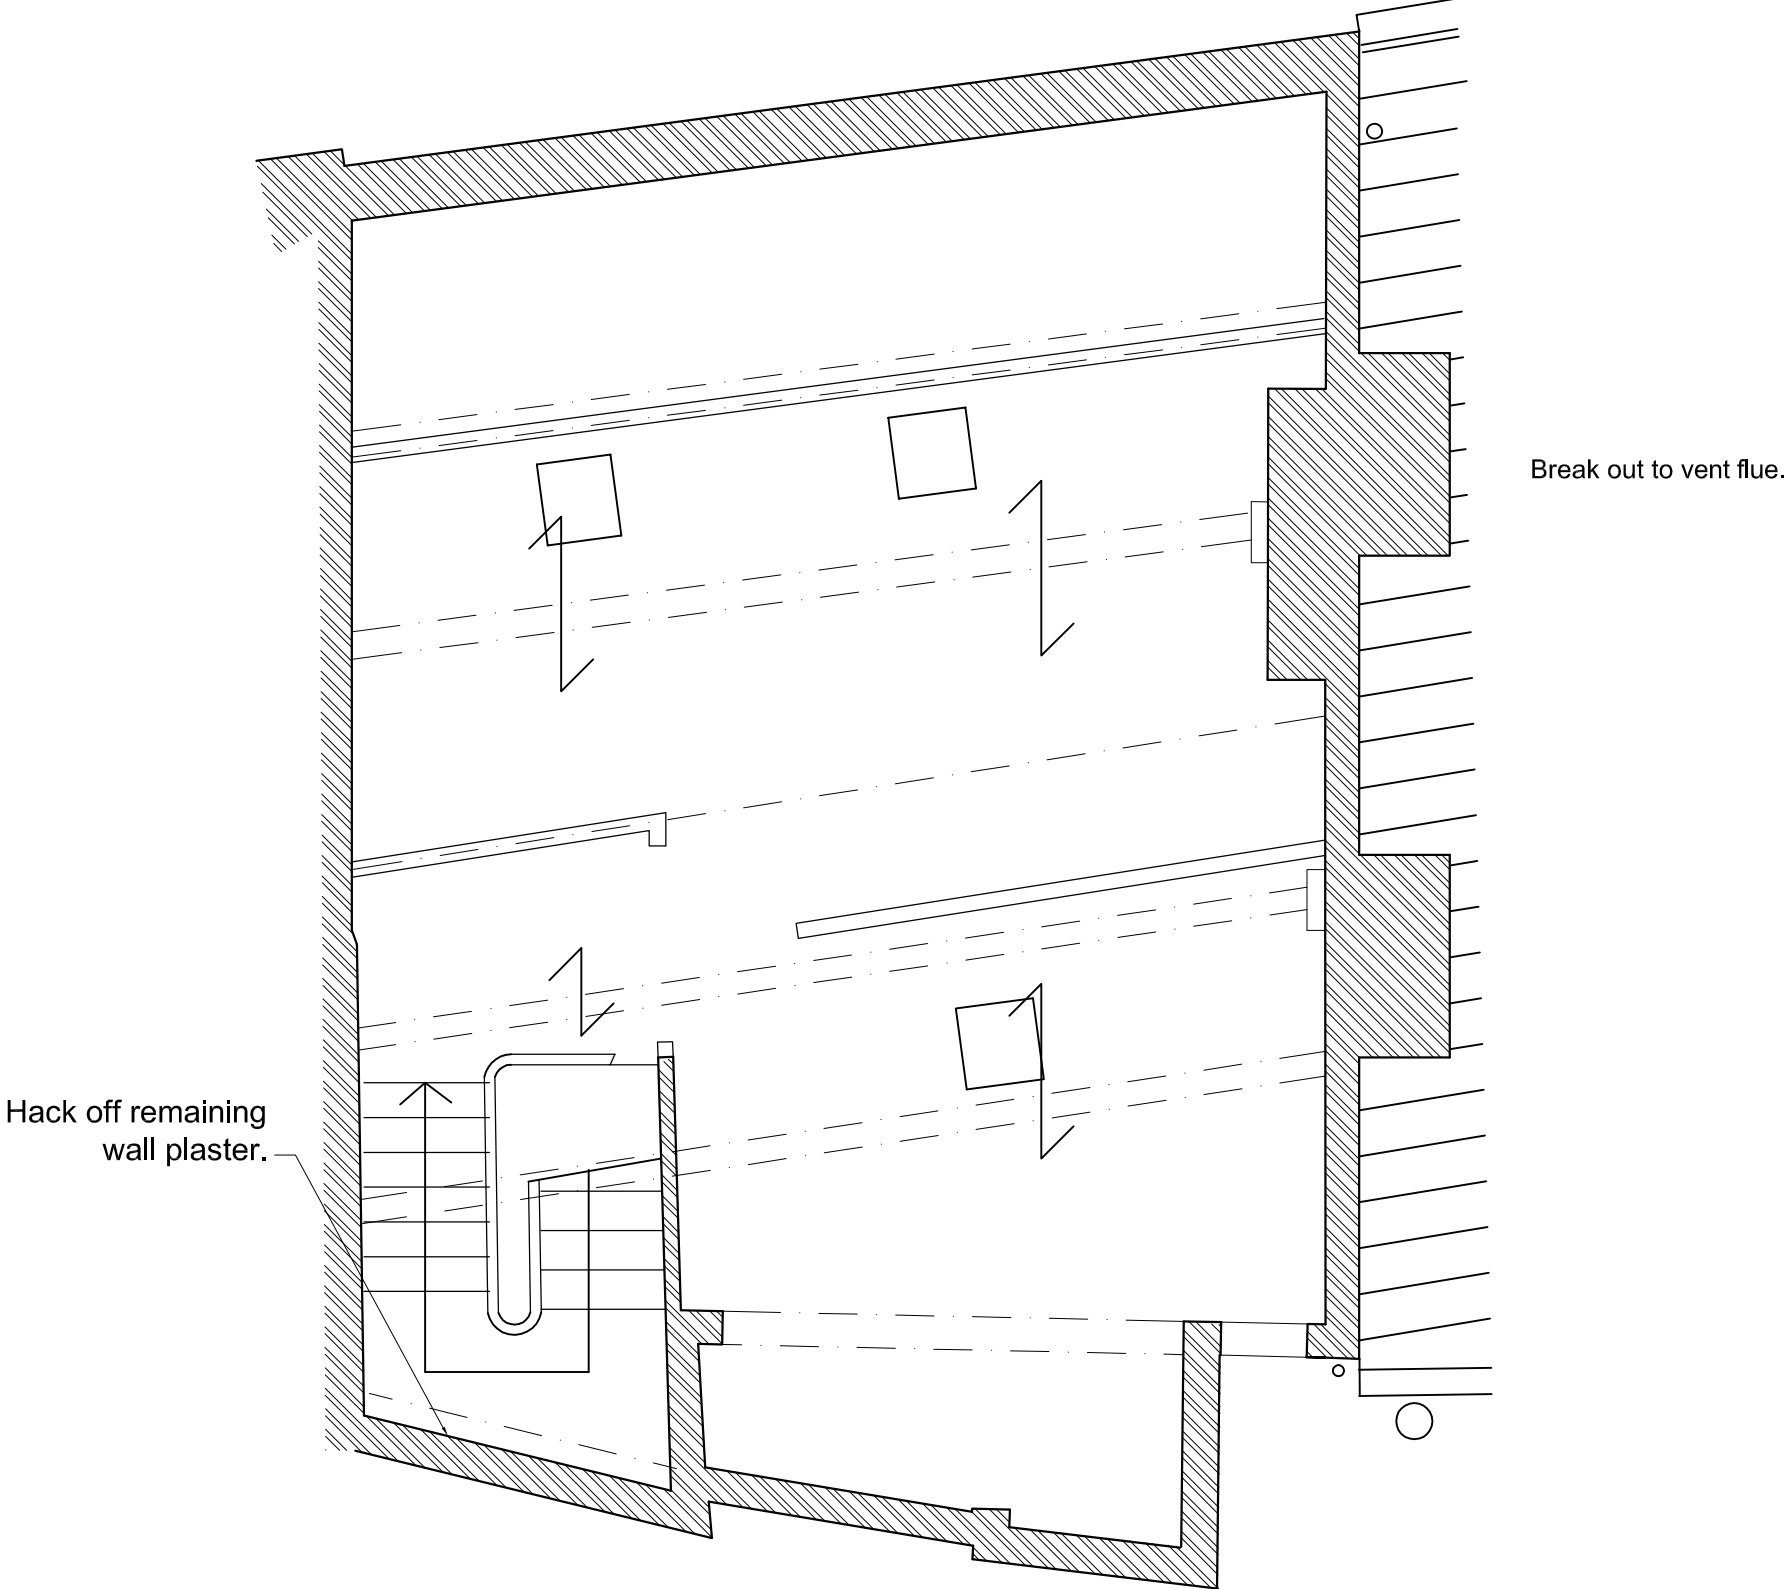 Break out to vent flue.
Hack off remaining
wall plaster.